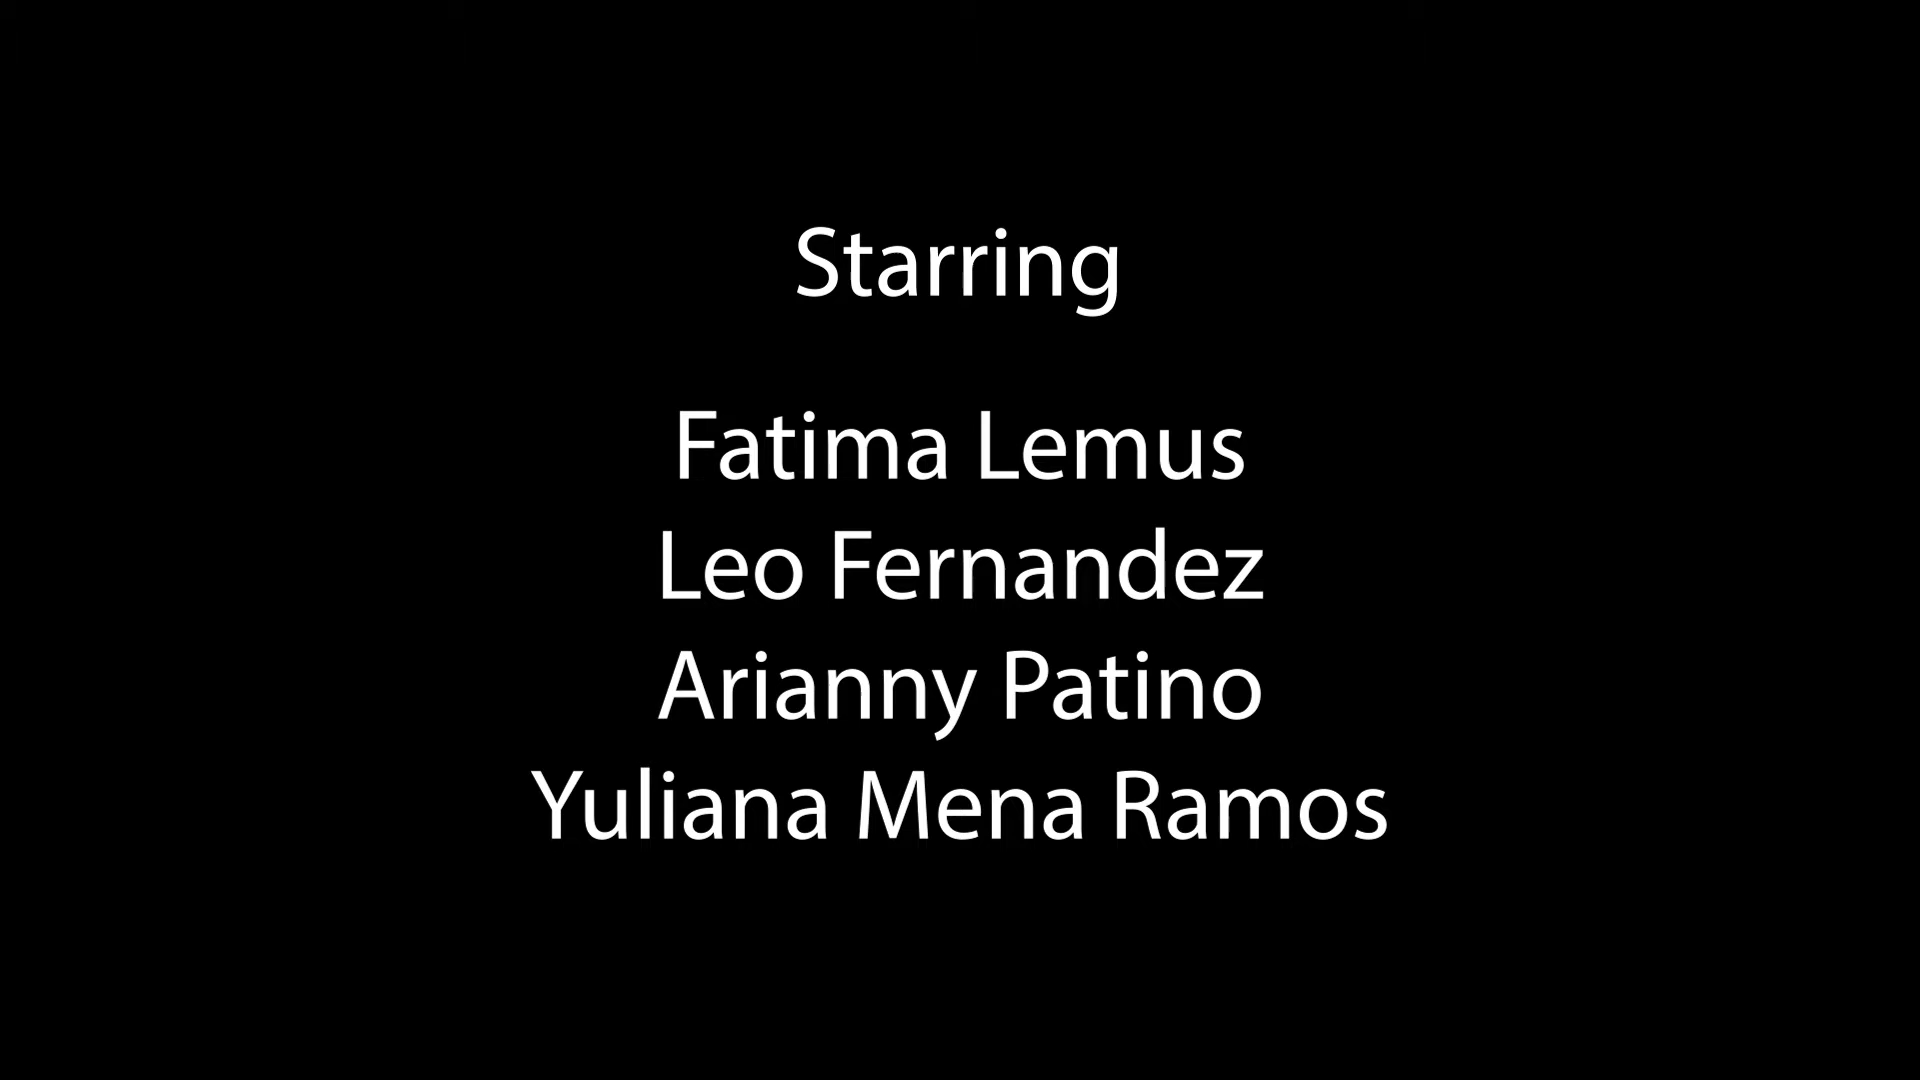 Starring
Fatima Lemus
Leo Fernandez
Arianny Patino
Yuliana Mena Ramos